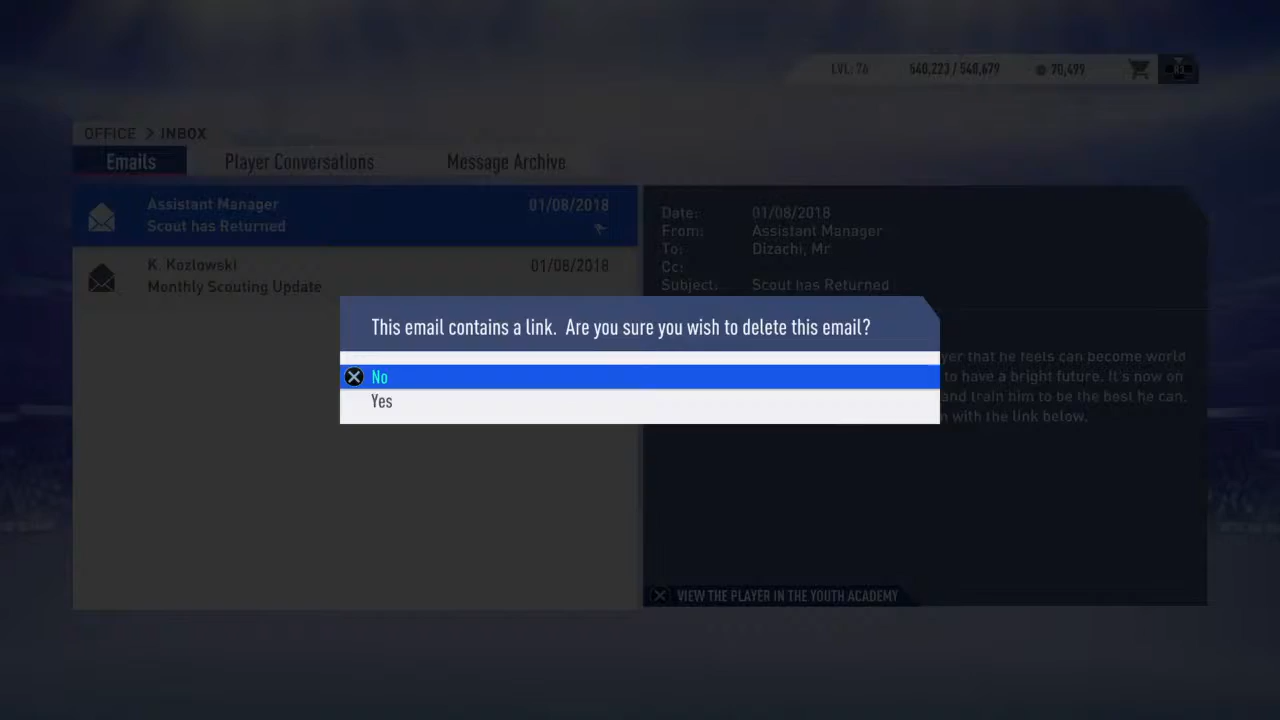 LVL: 76 540,223 / 540,679 70,499
OFFICE > INBOX
Emails Player Conversations Message Archive
Assistant Manager 01/08/2018
Scout has Returned
K. Kozlowski 01/08/2018
Monthly Scouting Update
Date: 01/08/2018
From: Assistant Manager
To: Dizachi, Mr
Cc:
Subject: Scout has Returned
This email contains a link. Are you sure you wish to delete this email?
No
Yes
that he feels can become world
to have a bright future. It's now on
and train him to be the best he can.
with the link below.
VIEW THE PLAYER IN THE YOUTH ACADEMY